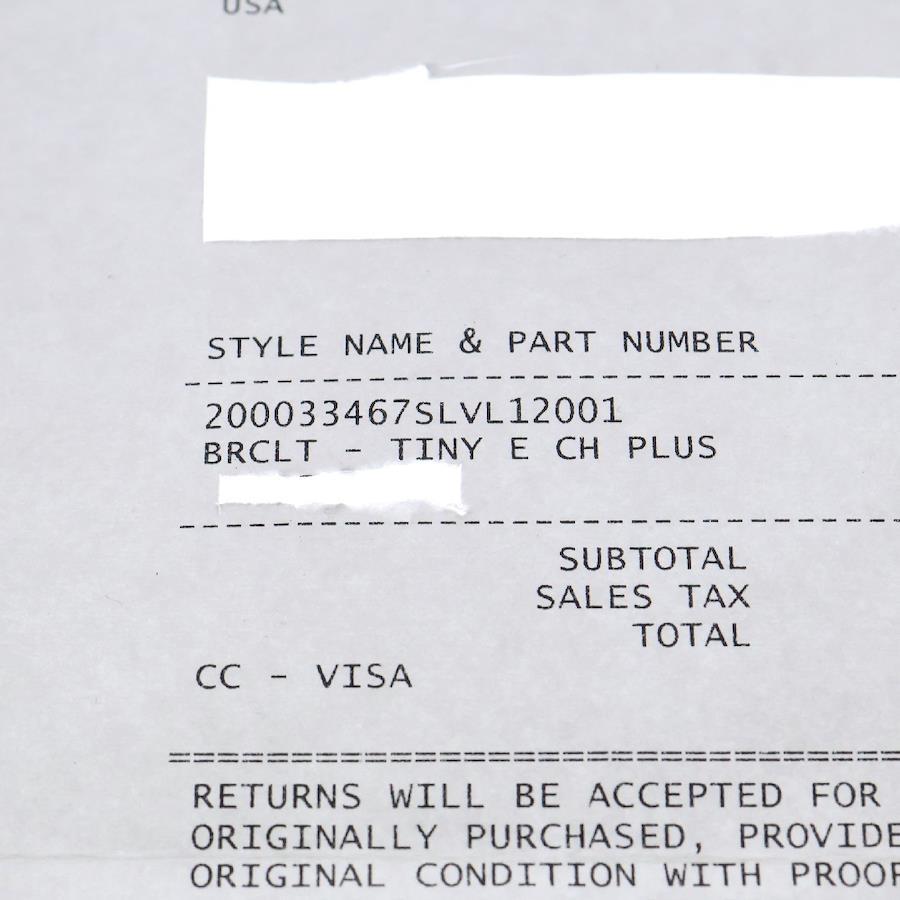 USA
STYLE NAME & PART NUMBER
200033467SLVL12001
BRCLT - TINY E CH PLUS
SUBTOTAL
SALES TAX
TOTAL
CC - VISA
RETURNS WILL BE ACCEPTED FOR
ORIGINALLY PURCHASED, PROVIDE
ORIGINAL CONDITION WITH PROOF